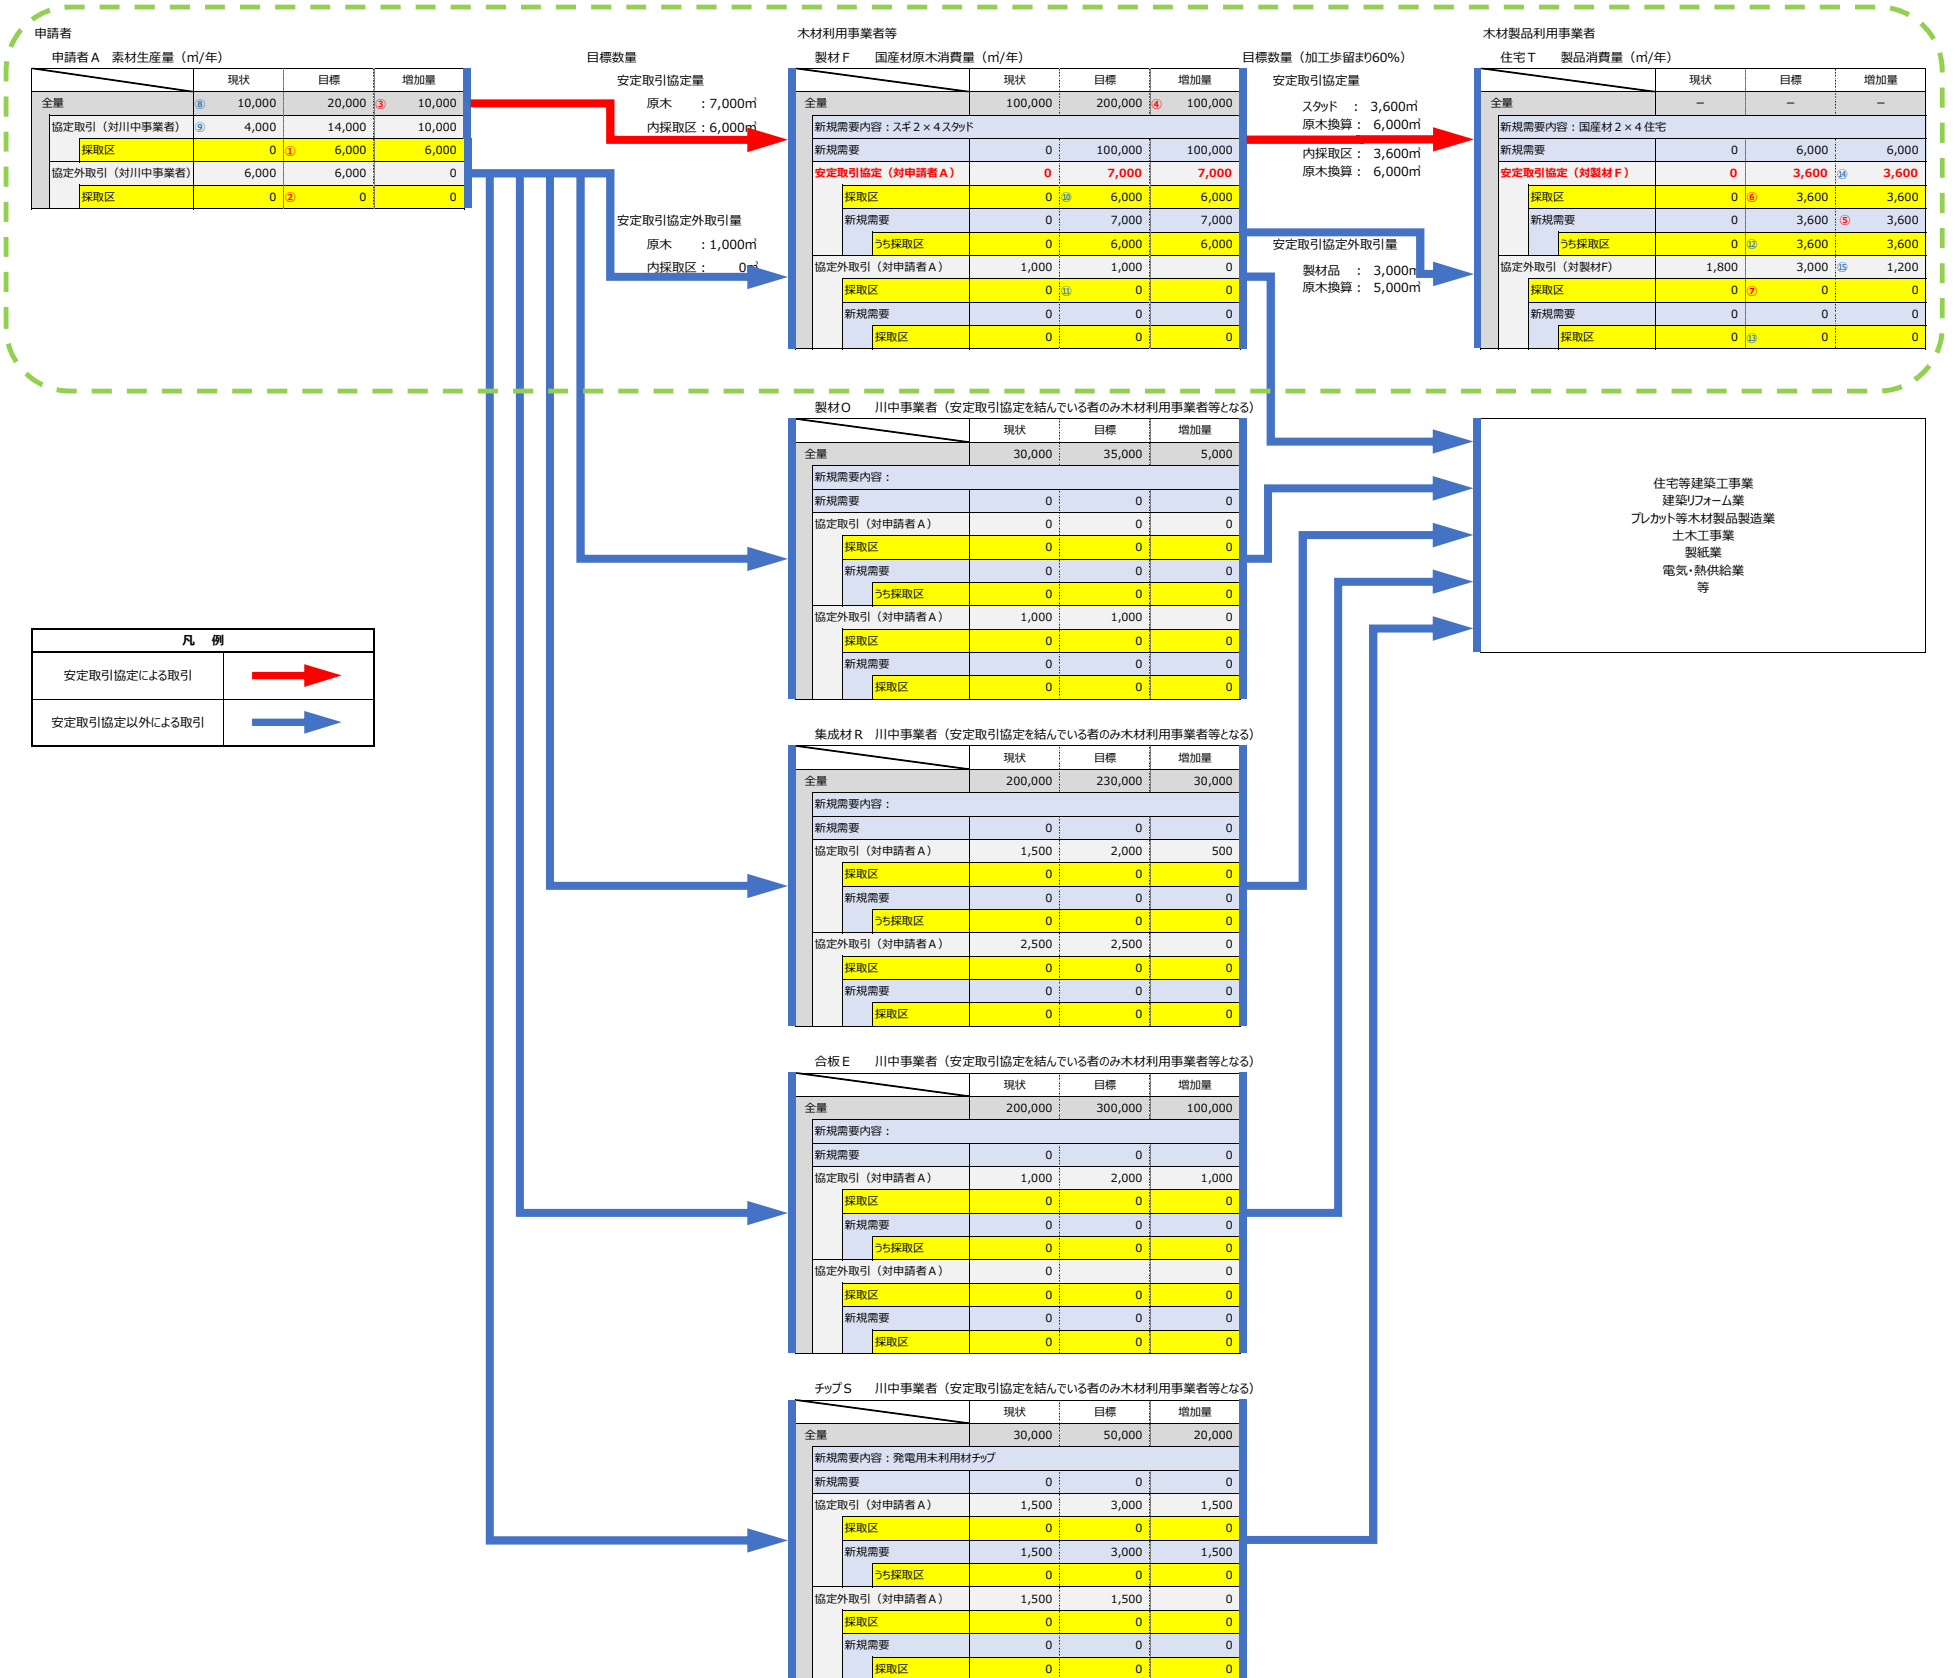 申請者
申請者A　素材生産量（㎥/年）
現状　目標　増加量
全量　⑧ 10,000　20,000　③ 10,000
協定取引（対川中事業者）　⑨ 4,000　14,000　10,000
採取区　0　① 6,000　6,000
協定外取引（対川中事業者）　6,000　6,000　0
採取区　0　② 0　0
目標数量
安定取引協定量
原木　：7,000㎥
内採取区：6,000㎥
安定取引協定外取引量
原木　：1,000㎥
内採取区：　0㎥
木材利用事業者等
製材F　国産材原木消費量（㎥/年）
現状　目標　増加量
全量　100,000　200,000　④ 100,000
新規需要内容：スギ2×4スタッド
新規需要　0　100,000　100,000
安定取引協定（対申請者A）　0　7,000　7,000
採取区　0　⑩ 6,000　6,000
新規需要　0　7,000　7,000
うち採取区　0　6,000　6,000
協定外取引（対申請者A）　1,000　1,000　0
採取区　0　⑪ 0　0
新規需要　0　0　0
採取区　0　0　0
目標数量（加工歩留まり60%）
安定取引協定量
スタッド　：　3,600㎥
原木換算：　6,000㎥
内採取区：　3,600㎥
原木換算：　6,000㎥
安定取引協定外取引量
製材品　：　3,000㎥
原木換算：　5,000㎥
木材製品利用事業者
住宅T　製品消費量（㎥/年）
現状　目標　増加量
全量　－　－　－
新規需要内容：国産材2×4住宅
新規需要　0　6,000　6,000
安定取引協定（対製材F）　0　3,600　⑭ 3,600
採取区　0　⑥ 3,600　3,600
新規需要　0　3,600　⑤ 3,600
うち採取区　0　⑫ 3,600　3,600
協定外取引（対製材F）　1,800　3,000　⑮ 1,200
採取区　0　⑦ 0　0
新規需要　0　0　0
採取区　0　⑬ 0　0
製材O　川中事業者（安定取引協定を結んでいる者のみ木材利用事業者等となる）
現状　目標　増加量
全量　30,000　35,000　5,000
新規需要内容：
新規需要　0　0　0
協定取引（対申請者A）　0　0　0
採取区　0　0　0
新規需要　0　0　0
うち採取区　0　0　0
協定外取引（対申請者A）　1,000　1,000　0
採取区　0　0　0
新規需要　0　0　0
採取区　0　0　0
住宅等建築工事業
建築リフォーム業
プレカット等木材製品製造業
土木工事業
製紙業
電気・熱供給業
等
凡　例
安定取引協定による取引
安定取引協定以外による取引
集成材R　川中事業者（安定取引協定を結んでいる者のみ木材利用事業者等となる）
現状　目標　増加量
全量　200,000　230,000　30,000
新規需要内容：
新規需要　0　0　0
協定取引（対申請者A）　1,500　2,000　500
採取区　0　0　0
新規需要　0　0　0
うち採取区　0　0　0
協定外取引（対申請者A）　2,500　2,500　0
採取区　0　0　0
新規需要　0　0　0
採取区　0　0　0
合板E　川中事業者（安定取引協定を結んでいる者のみ木材利用事業者等となる）
現状　目標　増加量
全量　200,000　300,000　100,000
新規需要内容：
新規需要　0　0　0
協定取引（対申請者A）　1,000　2,000　1,000
採取区　0　0　0
新規需要　0　0　0
うち採取区　0　0　0
協定外取引（対申請者A）　0　0
採取区　0　0　0
新規需要　0　0　0
採取区　0　0　0
チップS　川中事業者（安定取引協定を結んでいる者のみ木材利用事業者等となる）
現状　目標　増加量
全量　30,000　50,000　20,000
新規需要内容：発電用未利用材チップ
新規需要　0　0　0
協定取引（対申請者A）　1,500　3,000　1,500
採取区　0　0　0
新規需要　1,500　3,000　1,500
うち採取区　0　0　0
協定外取引（対申請者A）　1,500　1,500　0
採取区　0　0　0
新規需要　0　0　0
採取区　0　0　0